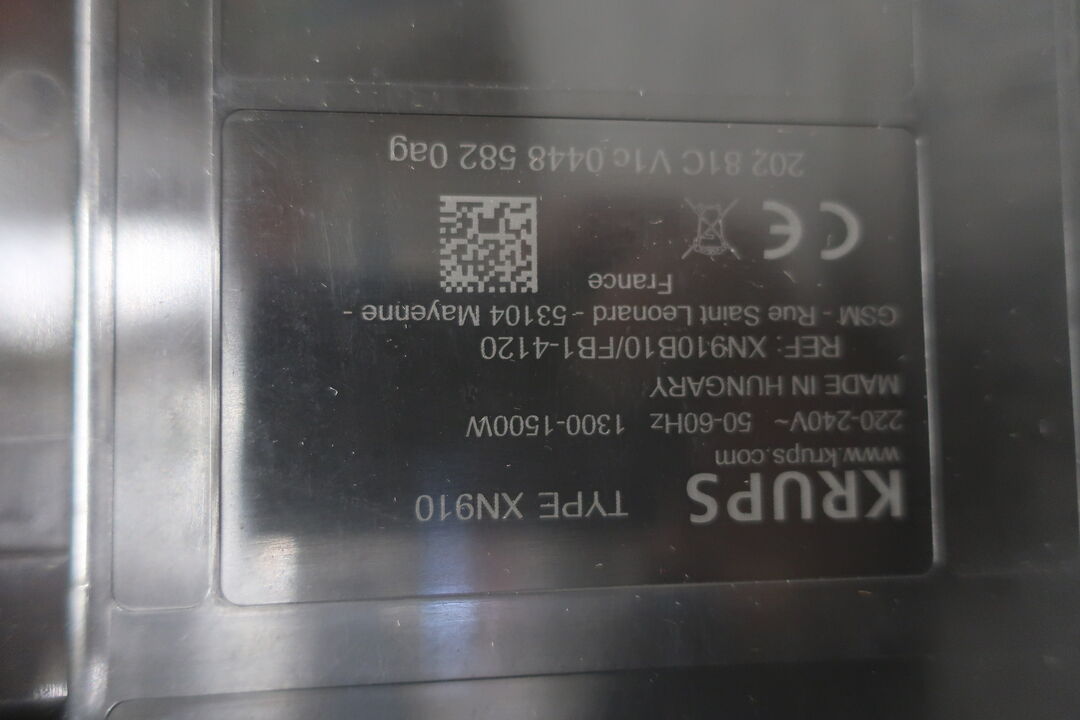 KRUPS TYPE XN910
www.krups.com
220-240V~ 50-60Hz 1300-1500W
MADE IN HUNGARY
REF: XN910B10/FB1-4120
GSM - Rue Saint Leonard - 53104 Mayenne -
France
CE
202 81C V1c 0448 582 0ag